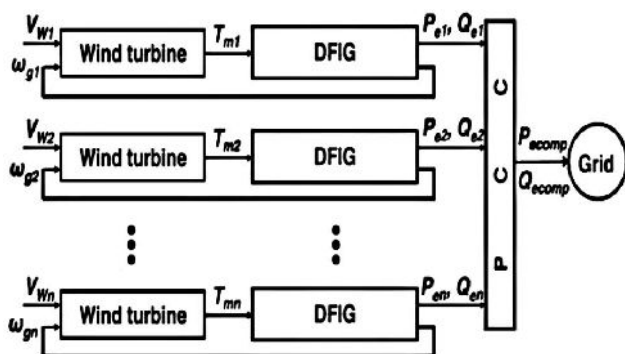 V_W1
T_m1
P_e1, Q_e1
Wind turbine
DFIG
ω_g1
V_W2
T_m2
P_e2, Q_e2
Wind turbine
DFIG
ω_g2
P_ecomp
Grid
Q_ecomp
V_Wn
T_mn
P_en, Q_en
Wind turbine
DFIG
ω_gn
P C C